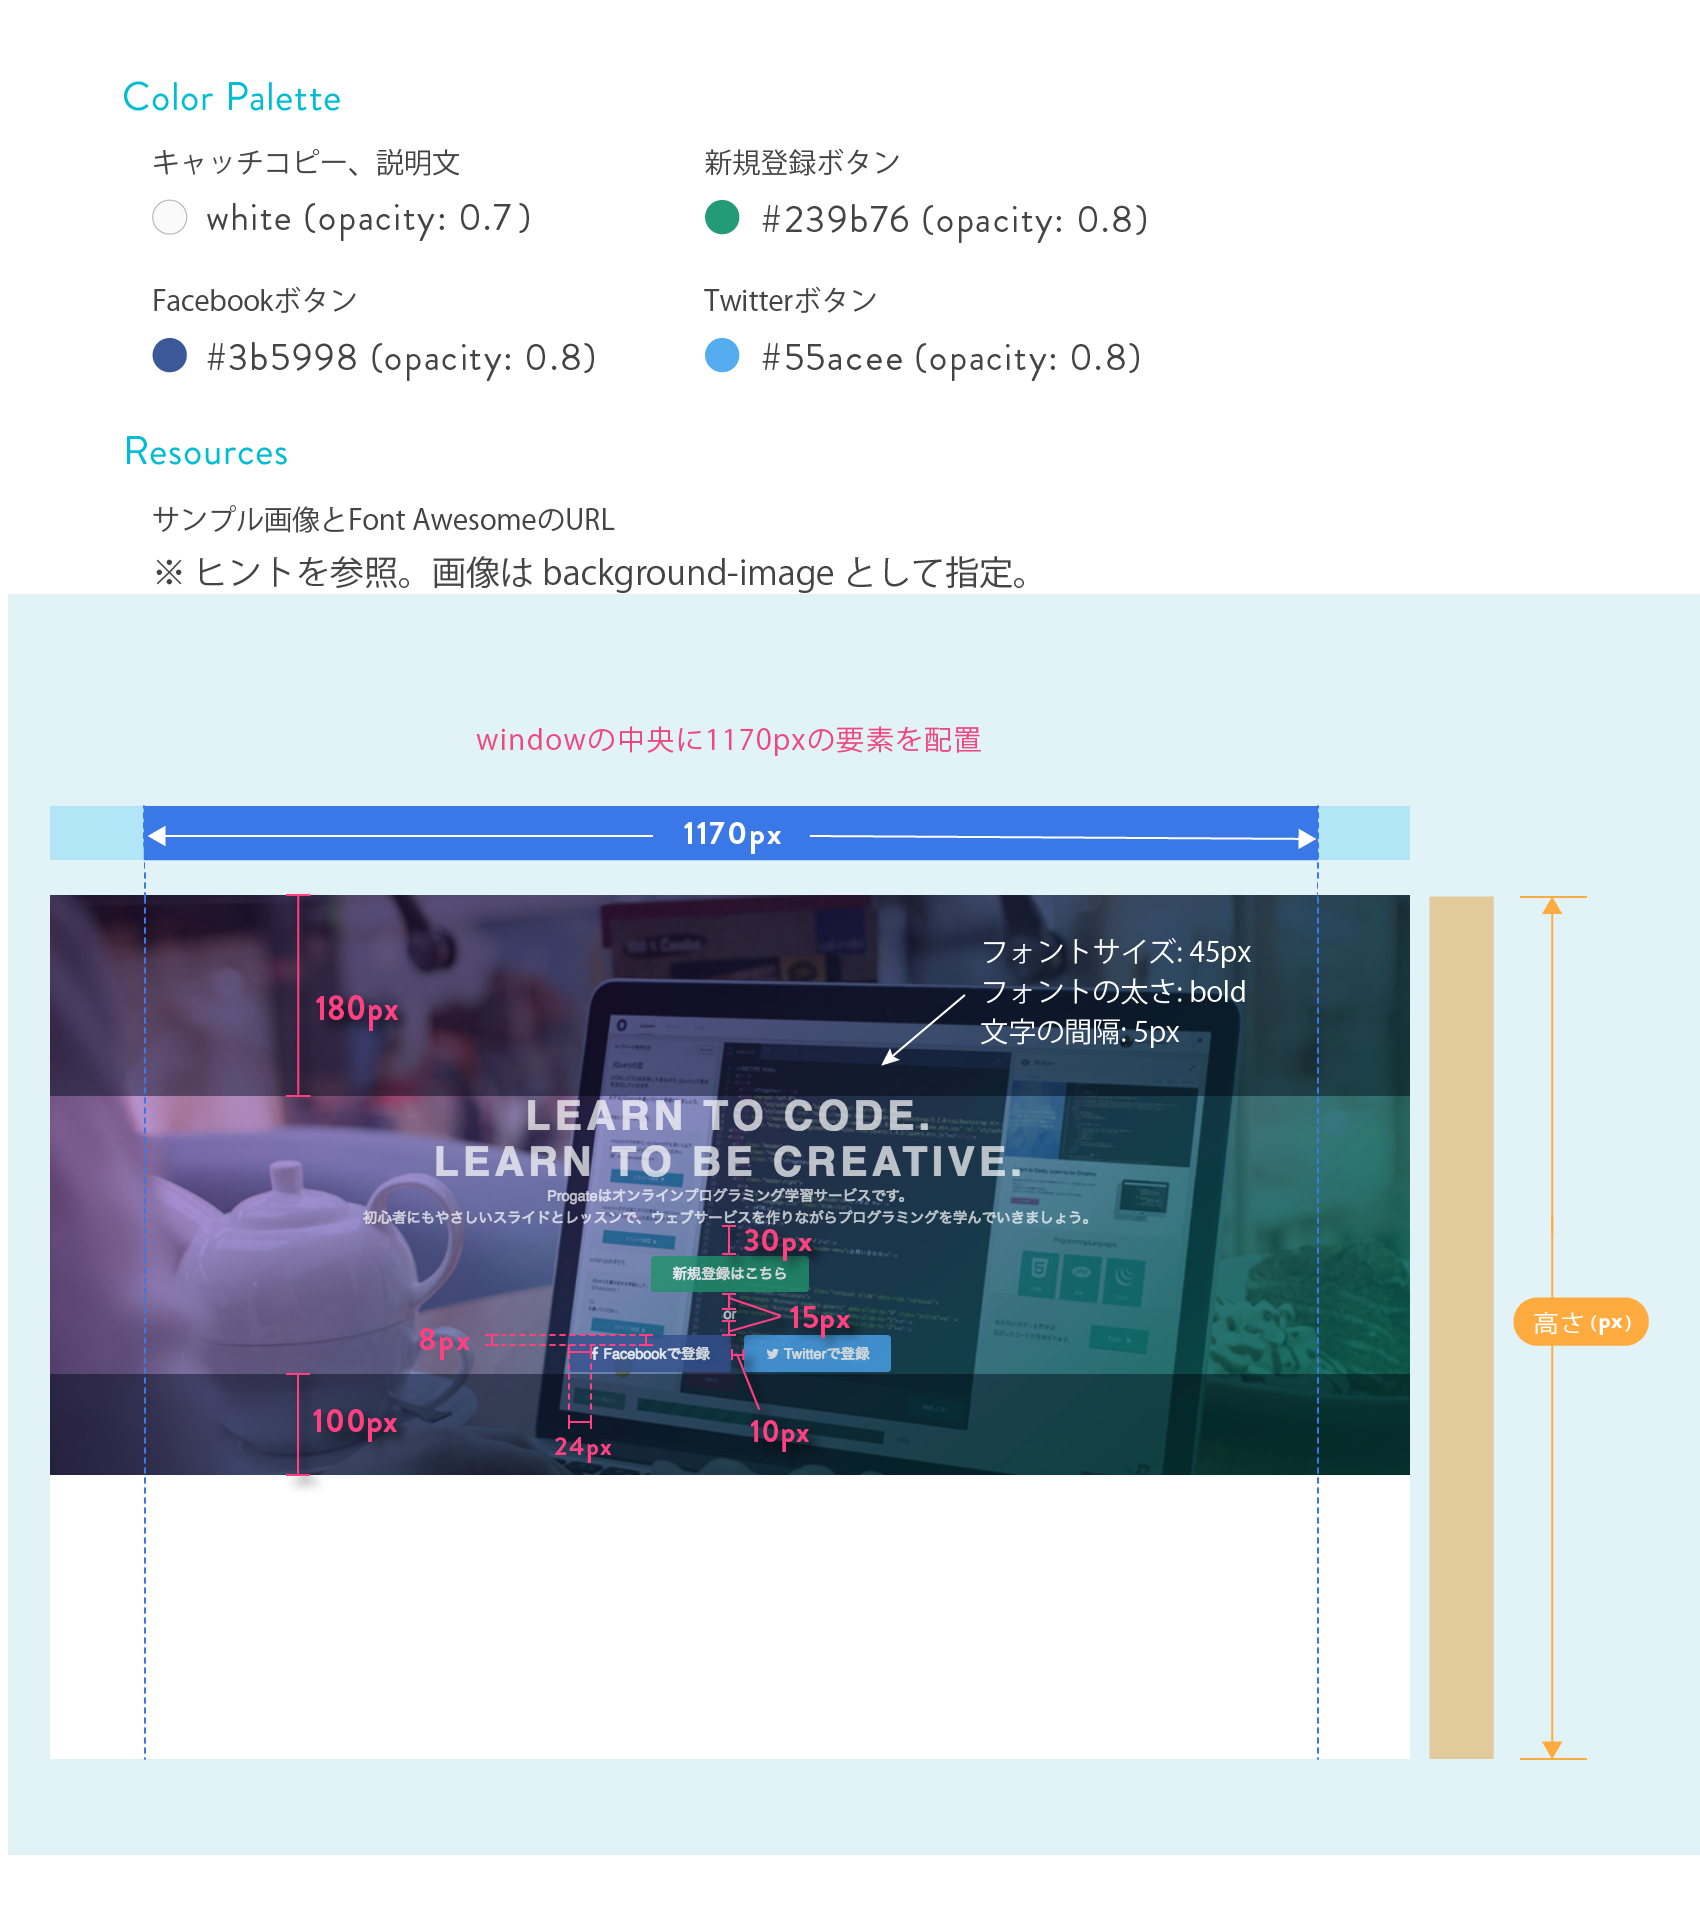 Color Palette
キャッチコピー、説明文
新規登録ボタン
white (opacity: 0.7)
#239b76 (opacity: 0.8)
Facebookボタン
Twitterボタン
#3b5998 (opacity: 0.8)
#55acee (opacity: 0.8)
Resources
サンプル画像とFont AwesomeのURL
※ ヒントを参照。画像は background-image として指定。
windowの中央に1170pxの要素を配置
1170px
フォントサイズ: 45px
フォントの太さ: bold
文字の間隔: 5px
180px
LEARN TO CODE.
LEARN TO BE CREATIVE.
Progateはオンラインプログラミング学習サービスです。
初心者にもやさしいスライドとレッスンで、ウェブサービスを作りながらプログラミングを学んでいきましょう。
30px
新規登録はこちら
or
15px
高さ (px)
8px
Facebookで登録
Twitterで登録
100px
10px
24px